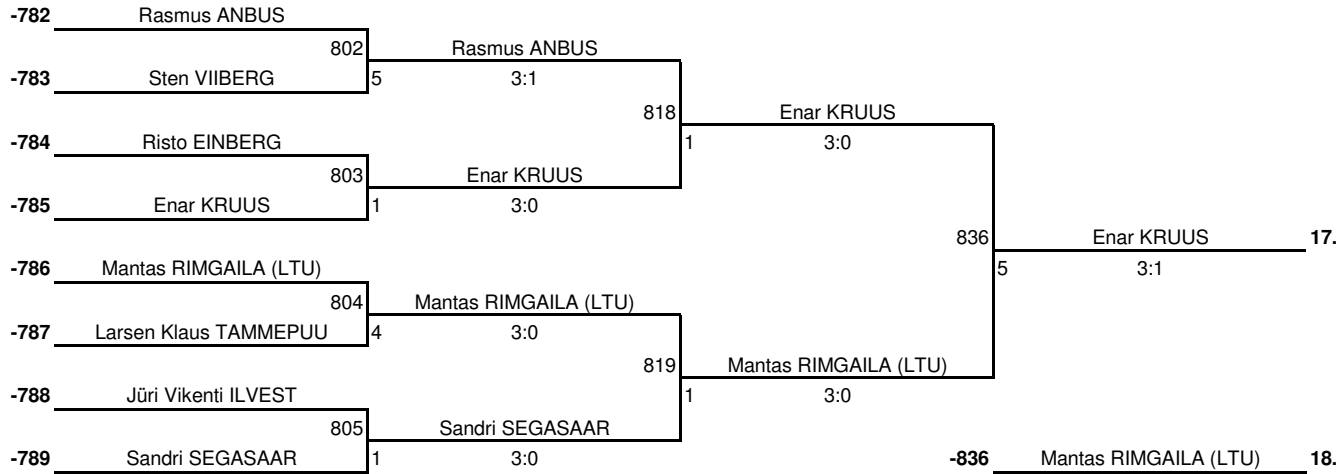 -782 Rasmus ANBUS
802 Rasmus ANBUS
-783 Sten VIIBERG 5 3:1
818 Enar KRUUS
-784 Risto EINBERG 1 3:0
803 Enar KRUUS
-785 Enar KRUUS 1 3:0
836 Enar KRUUS 17.
-786 Mantas RIMGAILA (LTU) 5 3:1
804 Mantas RIMGAILA (LTU)
-787 Larsen Klaus TAMMEPUU 4 3:0
819 Mantas RIMGAILA (LTU)
-788 Jüri Vikenti ILVEST 1 3:0
805 Sandri SEGASAAR
-789 Sandri SEGASAAR 1 3:0 -836 Mantas RIMGAILA (LTU) 18.